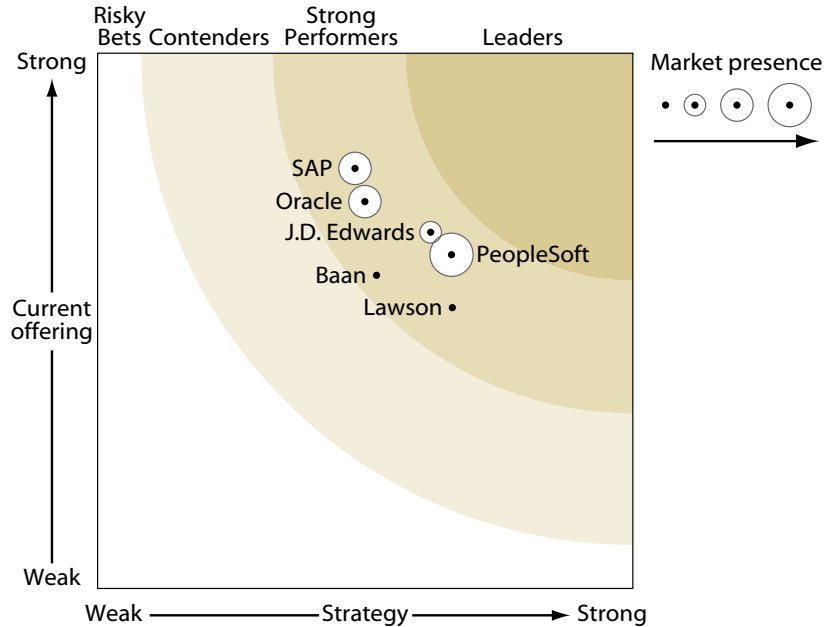 Risky
Bets
Contenders
Strong
Performers
Leaders
Strong
Market presence
SAP
Oracle
J.D. Edwards
PeopleSoft
Baan
Lawson
Current
offering
Weak
Weak
Strategy
Strong